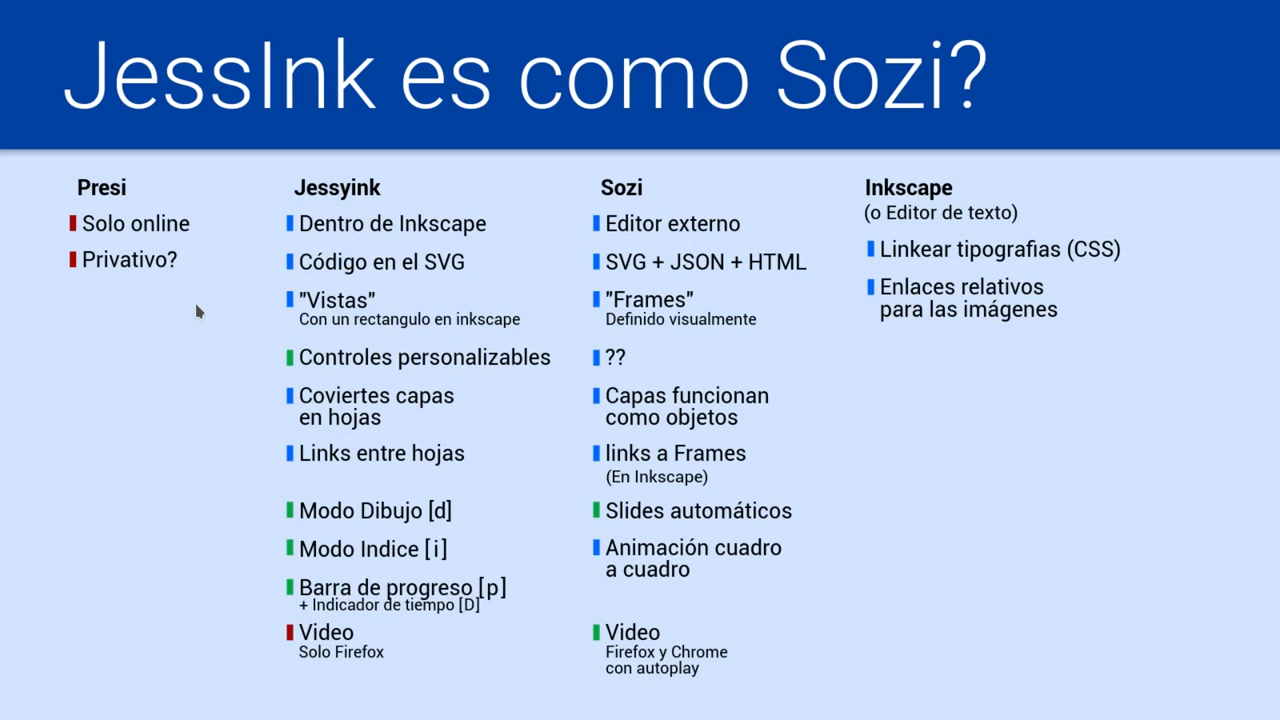 JessInk es como Sozi?
Presi
Solo online
Privativo?
Jessyink
Dentro de Inkscape
Código en el SVG
"Vistas"
Con un rectangulo en inkscape
Controles personalizables
Coviertes capas
en hojas
Links entre hojas
Modo Dibujo [d]
Modo Indice [i]
Barra de progreso [p]
+ Indicador de tiempo [D]
Video
Solo Firefox
Sozi
Editor externo
SVG + JSON + HTML
"Frames"
Definido visualmente
??
Capas funcionan
como objetos
links a Frames
(En Inkscape)
Slides automáticos
Animación cuadro
a cuadro
Video
Firefox y Chrome
con autoplay
Inkscape
(o Editor de texto)
Linkear tipografias (CSS)
Enlaces relativos
para las imágenes